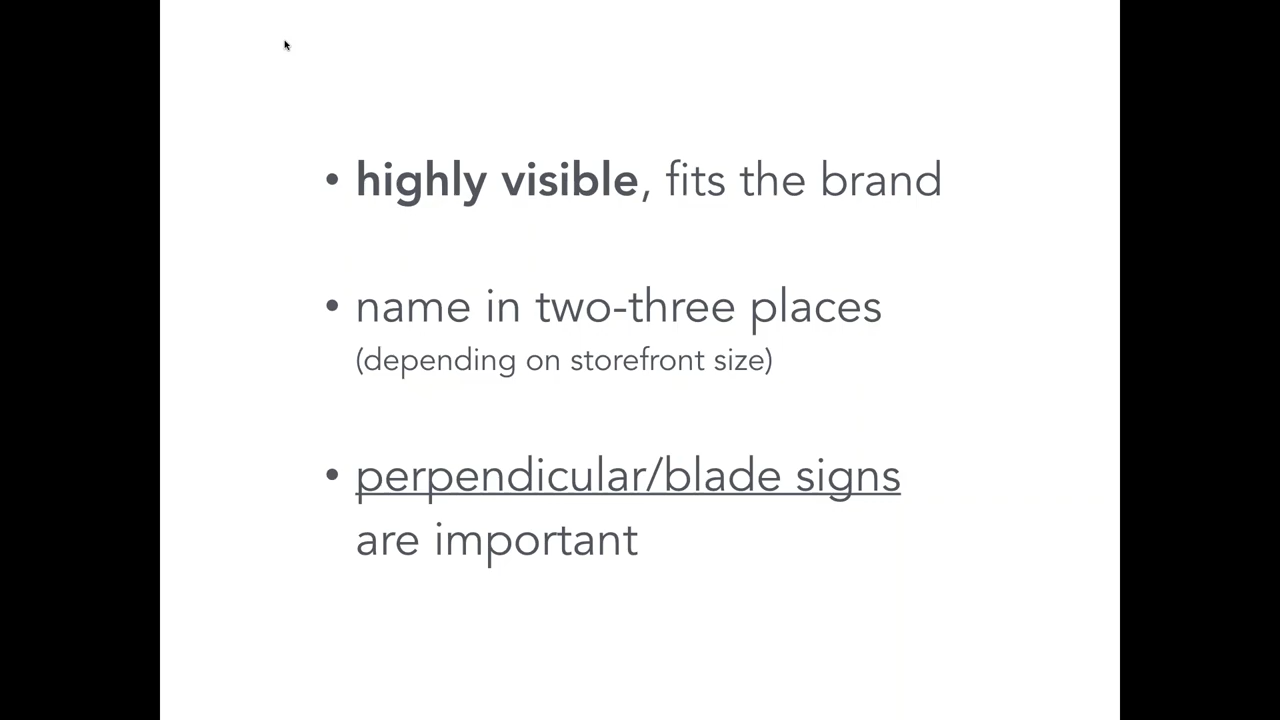 • highly visible, fits the brand
• name in two-three places
(depending on storefront size)
• perpendicular/blade signs
are important